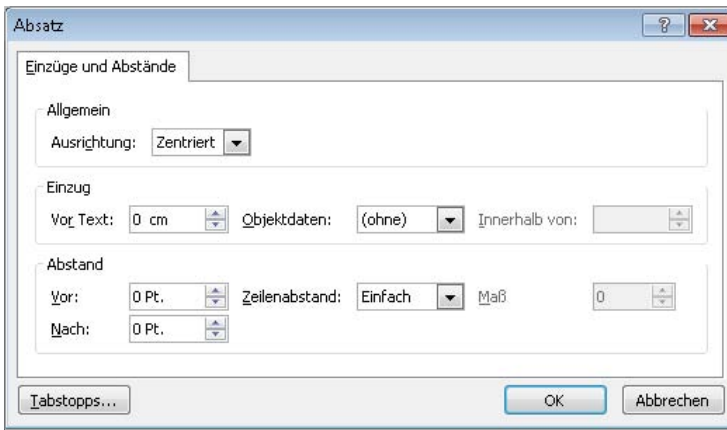 Absatz
Einzüge und Abstände
Allgemein
Ausrichtung: Zentriert
Einzug
Vor Text: 0 cm Objektdaten: (ohne) Innerhalb von:
Abstand
Vor: 0 Pt. Zeilenabstand: Einfach Maß 0
Nach: 0 Pt.
Tabstopps... OK Abbrechen